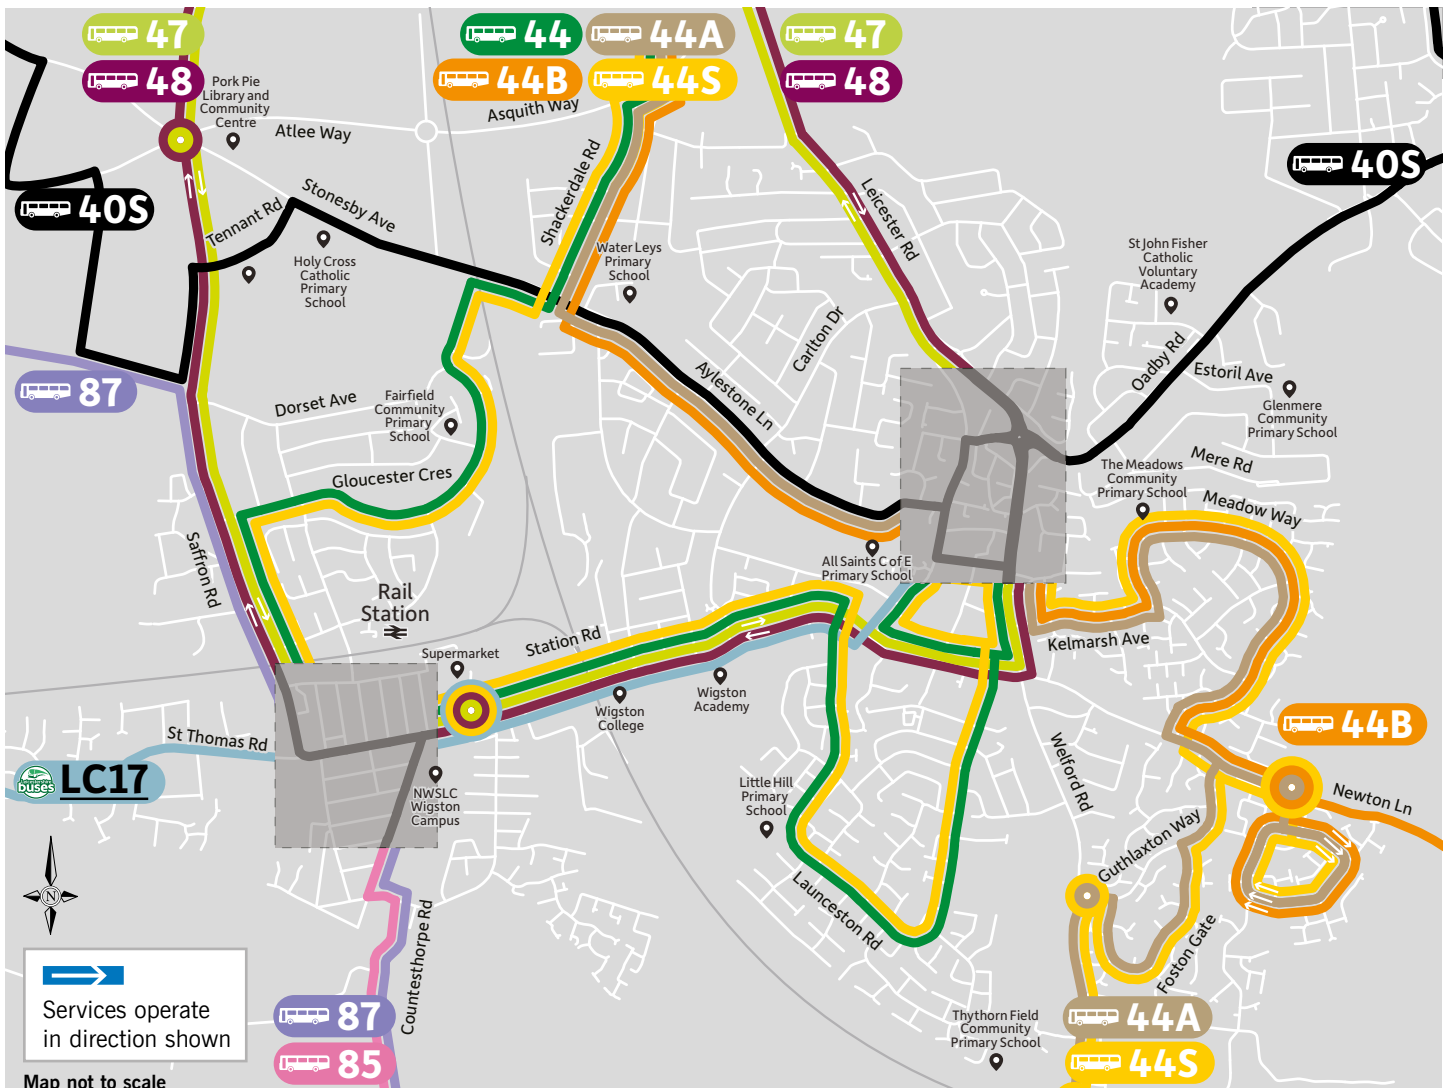 47
48
44
44A
44B
44S
47
48
Pork Pie
Library and
Community
Centre
Atlee Way
Asquith Way
40S
40S
Tennant Rd
Stonesby Ave
Shackerdale Rd
Leicester Rd
Holy Cross
Catholic
Primary
School
Water Leys
Primary
School
St John Fisher
Catholic
Voluntary
Academy
Carlton Dr
Aylestone Ln
Oadby Rd
Estoril Ave
Glenmere
Community
Primary School
87
Dorset Ave
Fairfield
Community
Primary
School
Gloucester Cres
Mere Rd
The Meadows
Community
Primary School
Meadow Way
Saffron Rd
All Saints C of E
Primary School
Rail
Station
Station Rd
Supermarket
Kelmarsh Ave
Wigston
Academy
Wigston
College
St Thomas Rd
Leicestershire
buses
LC17
NWSLC
Wigston
Campus
Little Hill
Primary
School
Welford Rd
44B
Newton Ln
Guthlaxton Way
Launceston Rd
Foston Gate
N
Countesthorpe Rd
Services operate
in direction shown
87
85
Thythorn Field
Community
Primary School
44A
44S
Map not to scale